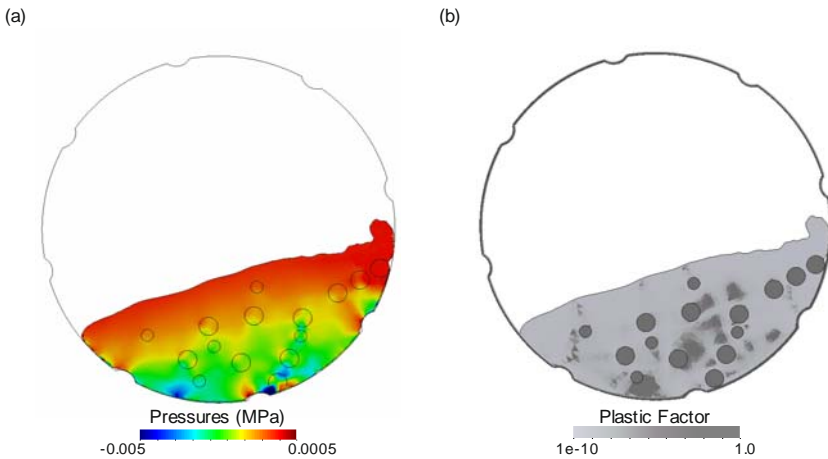 (a)
(b)
Pressures (MPa)
-0.005
0.0005
Plastic Factor
1e-10
1.0